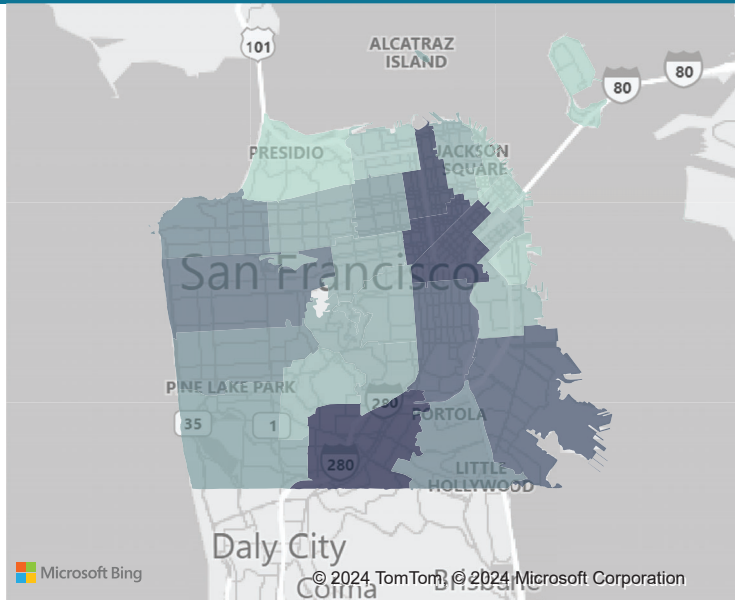 101
ALCATRAZ
ISLAND
80
80
PRESIDIO
JACKSON
SQUARE
San Francisco
PINE LAKE PARK
280
35
1
PORTOLA
280
LITTLE
HOLLYWOOD
Daly City
Microsoft Bing
Colma
Brisbane
© 2024 TomTom, © 2024 Microsoft Corporation